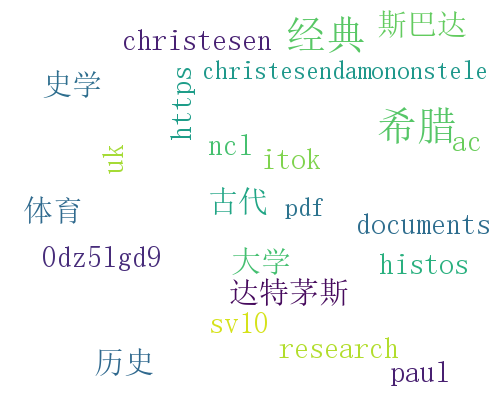 经典
斯巴达
christesen
christesendamononstele
史学
https
希腊
ac
ncl
itok
uk
古代
pdf
体育
documents
0dz5lgd9
大学
histos
达特茅斯
sv10
research
历史
paul